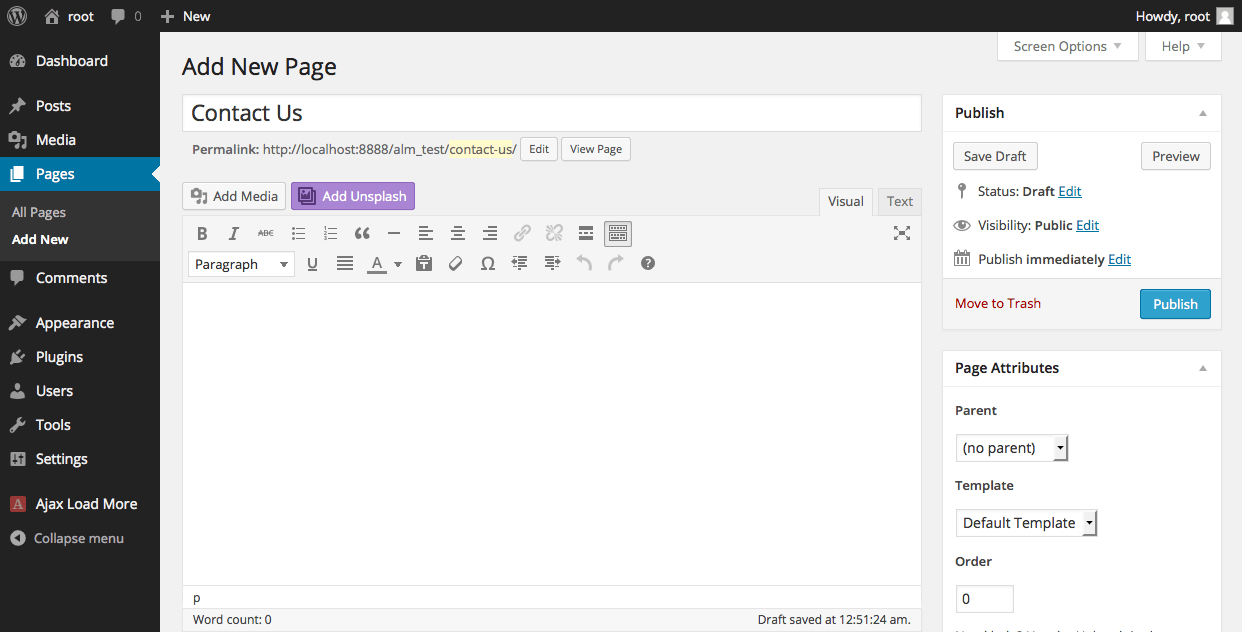 root
0
New
Howdy, root
Dashboard
Posts
Media
Pages
All Pages
Add New
Comments
Appearance
Plugins
Users
Tools
Settings
A
Ajax Load More
Collapse menu
Screen Options
Help
Add New Page
Contact Us
Permalink: http://localhost:8888/alm_test/contact-us/
Edit
View Page
Add Media
Add Unsplash
Visual
Text
B I ABC
Paragraph
U A T Ω ?
p
Word count: 0
Draft saved at 12:51:24 am.
Publish
Save Draft
Preview
Status: Draft Edit
Visibility: Public Edit
Publish immediately Edit
Move to Trash
Publish
Page Attributes
Parent
(no parent)
Template
Default Template
Order
0